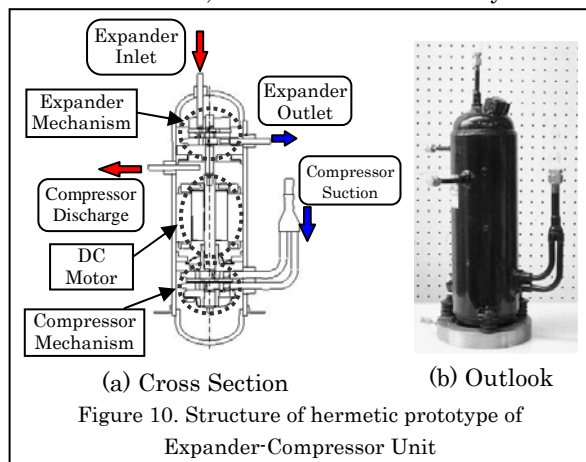 Expander
Inlet
Expander
Mechanism
Expander
Outlet
Compressor
Suction
Compressor
Discharge
DC
Motor
Compressor
Mechanism
(a) Cross Section
(b) Outlook
Figure 10. Structure of hermetic prototype of
Expander-Compressor Unit